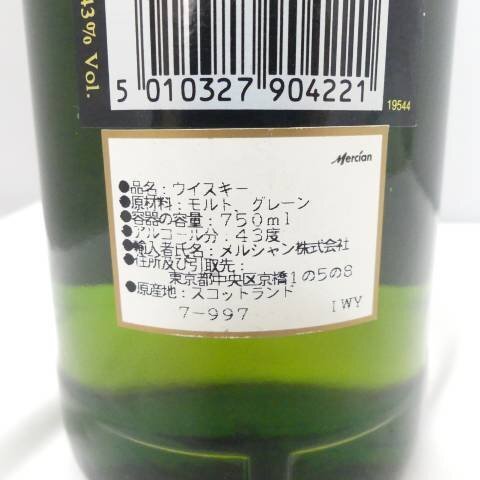 43% Vol.
5 010327 904221
19544
Mercian
●品名：ウイスキー
●原材料：モルト、グレーン
●容器の容量：750ml
●アルコール分：43度
●輸入者氏名：メルシャン株式会社
●住所及び引取先：
東京都中央区京橋1の5の8
●原産地：スコットランド
7-997
IWY